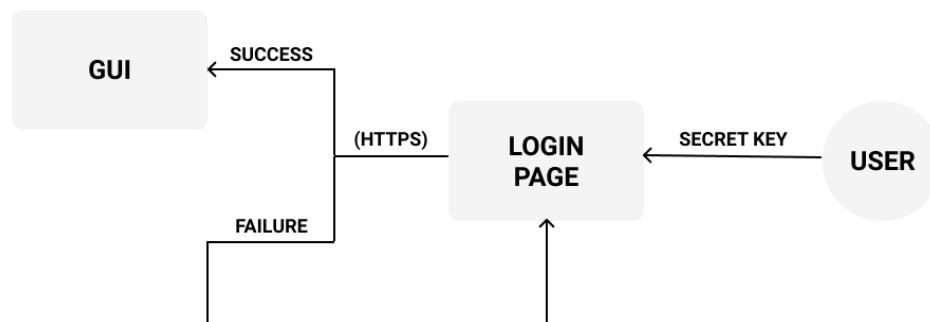 SUCCESS
GUI
(HTTPS)
SECRET KEY
LOGIN
PAGE
USER
FAILURE